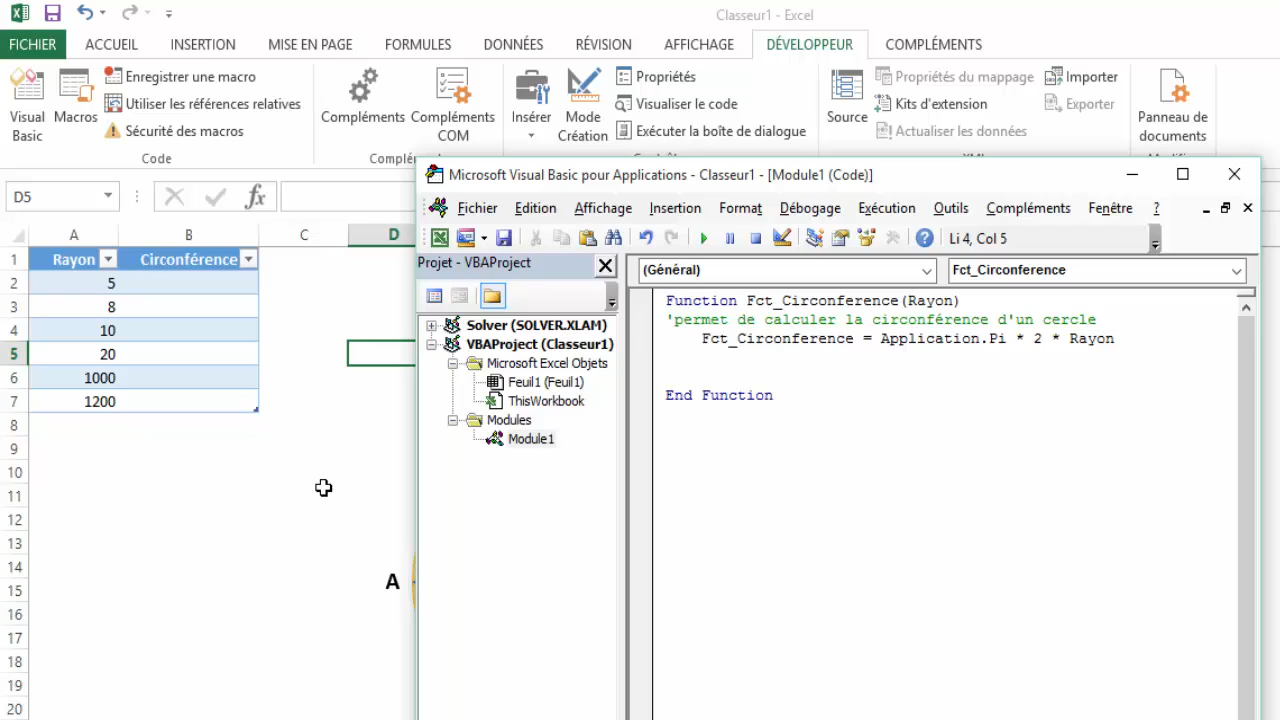 Classeur1 - Excel
FICHIER ACCUEIL INSERTION MISE EN PAGE FORMULES DONNÉES RÉVISION AFFICHAGE DÉVELOPPEUR COMPLÉMENTS
Visual Basic
Macros
Enregistrer une macro
Utiliser les références relatives
Sécurité des macros
Code
Compléments
Compléments COM
Insérer
Mode Création
Propriétés
Visualiser le code
Exécuter la boîte de dialogue
Source
Propriétés du mappage
Kits d'extension
Actualiser les données
Importer
Exporter
Panneau de documents
D5
fx
A B C D
1 Rayon Circonférence
2 5
3 8
4 10
5 20
6 1000
7 1200
8
9
10
11
12
13
14
15
16
17
18
19
20
A
Microsoft Visual Basic pour Applications - Classeur1 - [Module1 (Code)]
Fichier Edition Affichage Insertion Format Débogage Exécution Outils Compléments Fenêtre ?
Li 4, Col 5
Projet - VBAProject
Solver (SOLVER.XLAM)
VBAProject (Classeur1)
Microsoft Excel Objets
Feuil1 (Feuil1)
ThisWorkbook
Modules
Module1
(Général) Fct_Circonference
Function Fct_Circonference(Rayon)
'permet de calculer la circonférence d'un cercle
Fct_Circonference = Application.Pi * 2 * Rayon
End Function